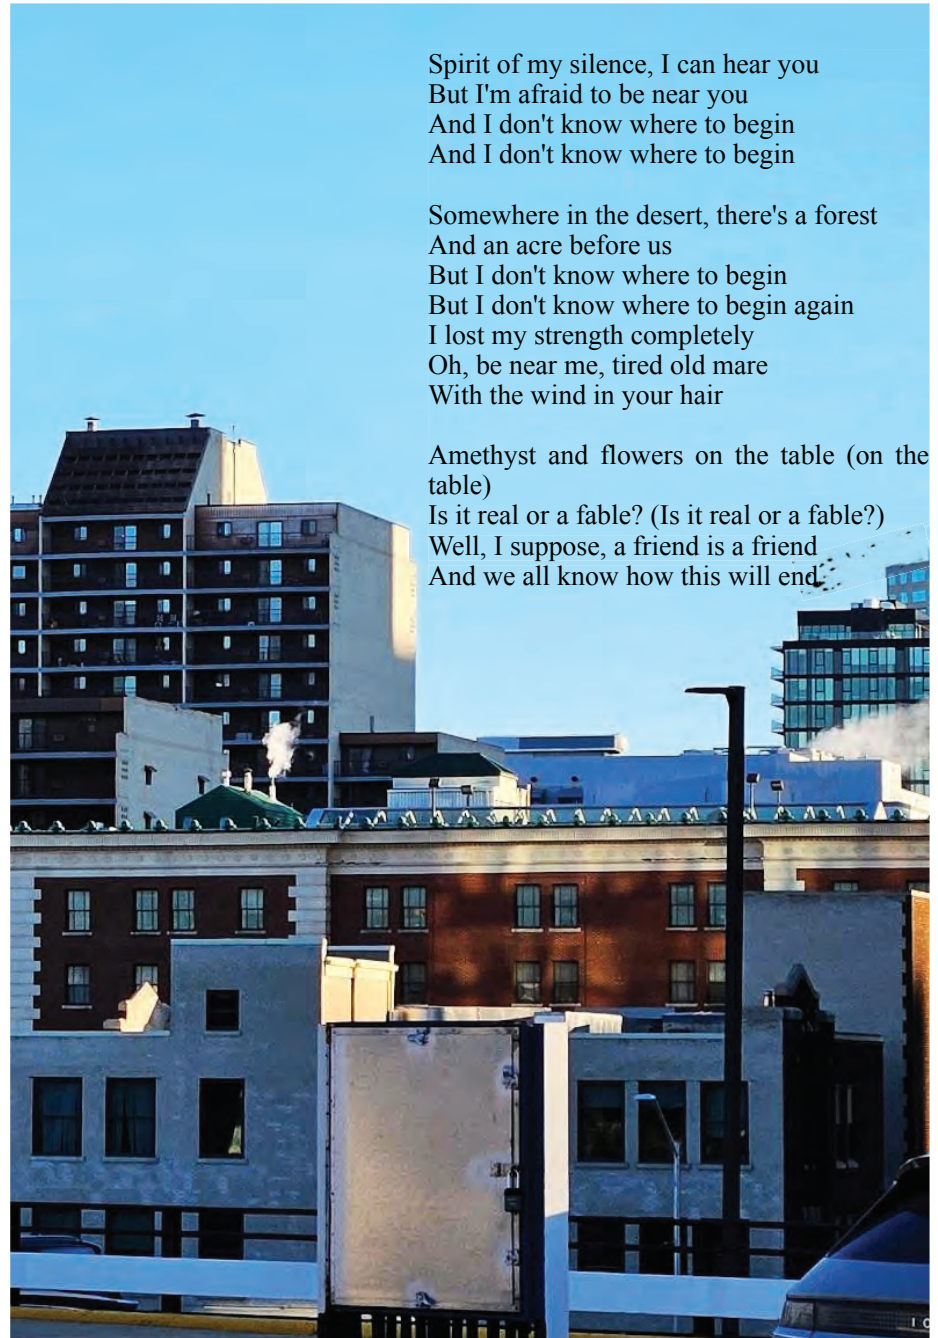 Spirit of my silence, I can hear you
But I'm afraid to be near you
And I don't know where to begin
And I don't know where to begin
Somewhere in the desert, there's a forest
And an acre before us
But I don't know where to begin
But I don't know where to begin again
I lost my strength completely
Oh, be near me, tired old mare
With the wind in your hair
Amethyst and flowers on the table (on the
table)
Is it real or a fable? (Is it real or a fable?)
Well, I suppose, a friend is a friend
And we all know how this will end